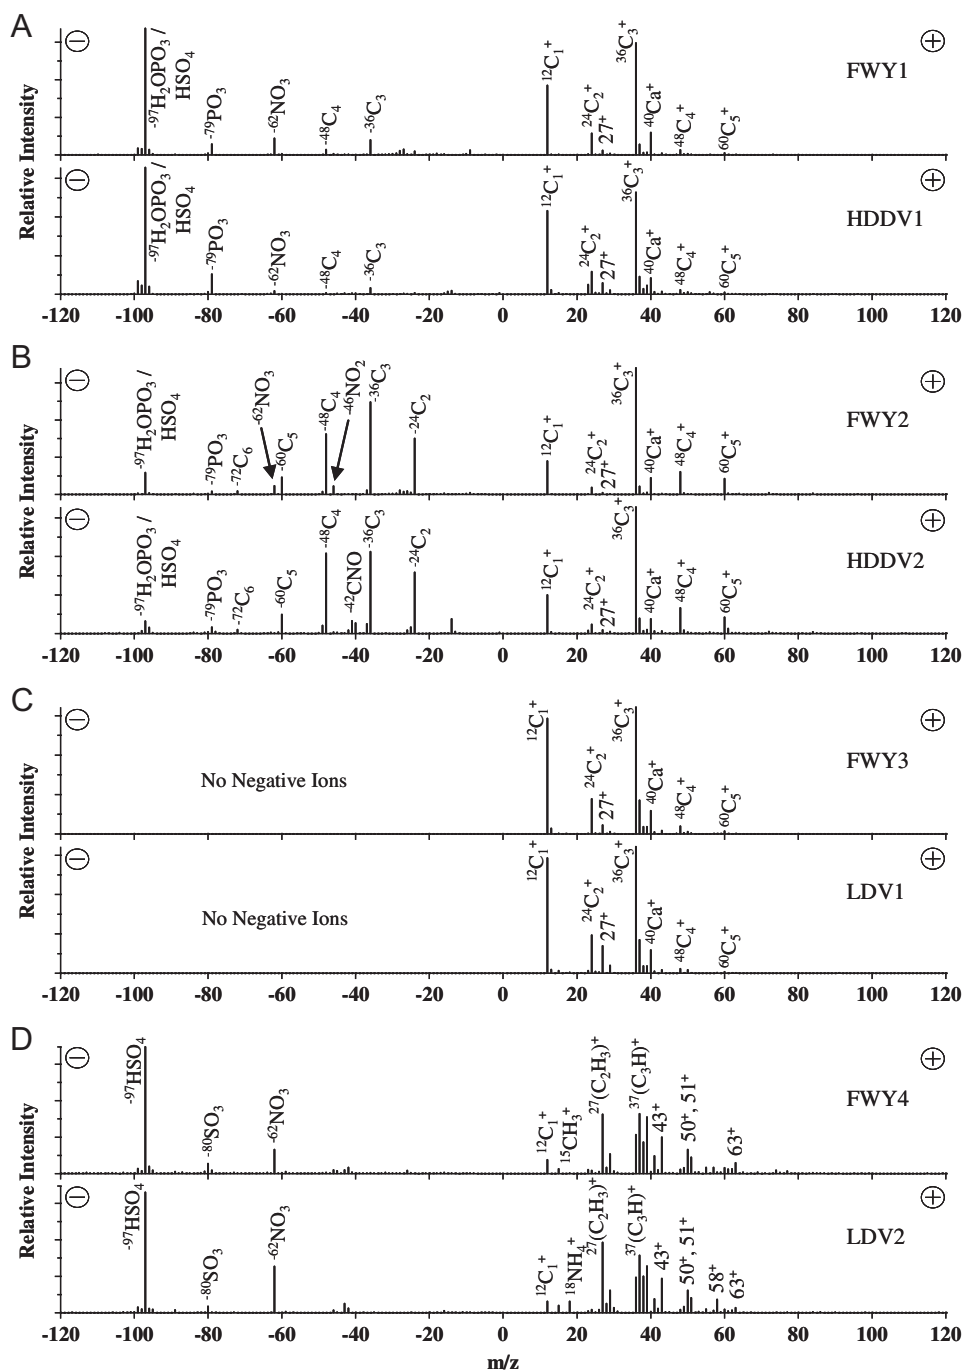 A
Relative Intensity
⊖
-97H₂OPO₃ /
HSO₄
-79PO₃
-62NO₃
-48C₄
-36C₃
¹²C₁⁺
²⁴C₂⁺
27⁺
³⁶C₃⁺
⁴⁰Ca⁺
⁴⁸C₄⁺
⁶⁰C₅⁺
⊕
FWY1
Relative Intensity
⊖
-97H₂OPO₃ /
HSO₄
-79PO₃
-62NO₃
-48C₄
-36C₃
¹²C₁⁺
²⁴C₂⁺
27⁺
³⁶C₃⁺
⁴⁰Ca⁺
⁴⁸C₄⁺
⁶⁰C₅⁺
⊕
HDDV1
-120 -100 -80 -60 -40 -20 0 20 40 60 80 100 120
B
Relative Intensity
⊖
-97H₂OPO₃ /
HSO₄
-79PO₃
-72C₆
-62NO₃
-60C₅
-48C₄
-46NO₂
-36C₃
-24C₂
¹²C₁⁺
²⁴C₂⁺
27⁺
³⁶C₃⁺
⁴⁰Ca⁺
⁴⁸C₄⁺
⁶⁰C₅⁺
⊕
FWY2
Relative Intensity
⊖
-97H₂OPO₃ /
HSO₄
-79PO₃
-72C₆
-60C₅
-48C₄
-42CNO
-36C₃
-24C₂
¹²C₁⁺
²⁴C₂⁺
27⁺
³⁶C₃⁺
⁴⁰Ca⁺
⁴⁸C₄⁺
⁶⁰C₅⁺
⊕
HDDV2
-120 -100 -80 -60 -40 -20 0 20 40 60 80 100 120
C
Relative Intensity
⊖
No Negative Ions
¹²C₁⁺
²⁴C₂⁺
27⁺
³⁶C₃⁺
⁴⁰Ca⁺
⁴⁸C₄⁺
⁶⁰C₅⁺
⊕
FWY3
Relative Intensity
⊖
No Negative Ions
¹²C₁⁺
²⁴C₂⁺
27⁺
³⁶C₃⁺
⁴⁰Ca⁺
⁴⁸C₄⁺
⁶⁰C₅⁺
⊕
LDV1
-120 -100 -80 -60 -40 -20 0 20 40 60 80 100 120
D
Relative Intensity
⊖
-97HSO₄
-80SO₃
-62NO₃
¹²C₁⁺
¹⁵CH₃⁺
²⁷(C₂H₃)⁺
³⁷(C₃H)⁺
43⁺
50⁺, 51⁺
63⁺
⊕
FWY4
Relative Intensity
⊖
-97HSO₄
-80SO₃
-62NO₃
¹²C₁⁺
¹⁸NH₄⁺
²⁷(C₂H₃)⁺
³⁷(C₃H)⁺
43⁺
50⁺, 51⁺
58⁺
63⁺
⊕
LDV2
-120 -100 -80 -60 -40 -20 0 20 40 60 80 100 120
m/z